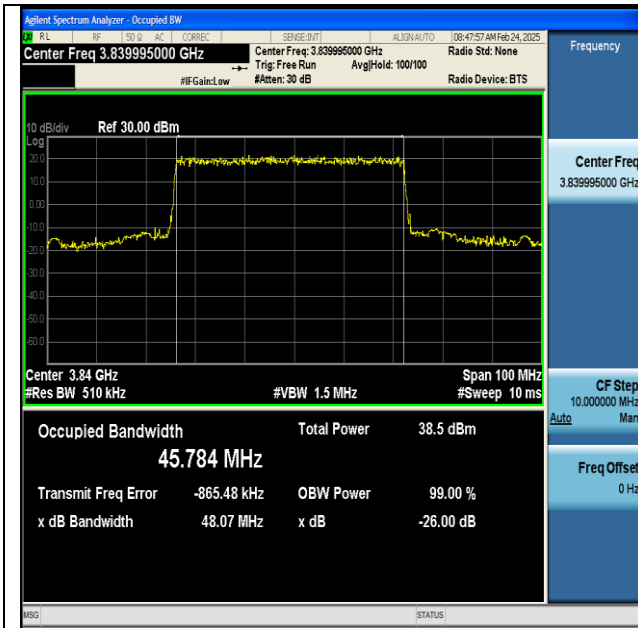 Agilent Spectrum Analyzer - Occupied BW
LXI RL RF 50 Ω AC CORREC SENSE:INT ALIGNAUTO 08:47:57 AM Feb 24, 2025
Center Freq 3.839995000 GHz
Center Freq: 3.839995000 GHz Radio Std: None
Trig: Free Run Avg|Hold: 100/100
#IFGain:Low #Atten: 30 dB Radio Device: BTS
10 dB/div Ref 30.00 dBm
Log
20.0
10.0
0.00
-10.0
-20.0
-30.0
-40.0
-50.0
-60.0
Center 3.84 GHz Span 100 MHz
#Res BW 510 kHz #VBW 1.5 MHz #Sweep 10 ms
Occupied Bandwidth Total Power 38.5 dBm
45.784 MHz
Transmit Freq Error -865.48 kHz OBW Power 99.00 %
x dB Bandwidth 48.07 MHz x dB -26.00 dB
MSG STATUS
Frequency
Center Freq
3.839995000 GHz
CF Step
10.000000 MHz
Auto Man
Freq Offset
0 Hz